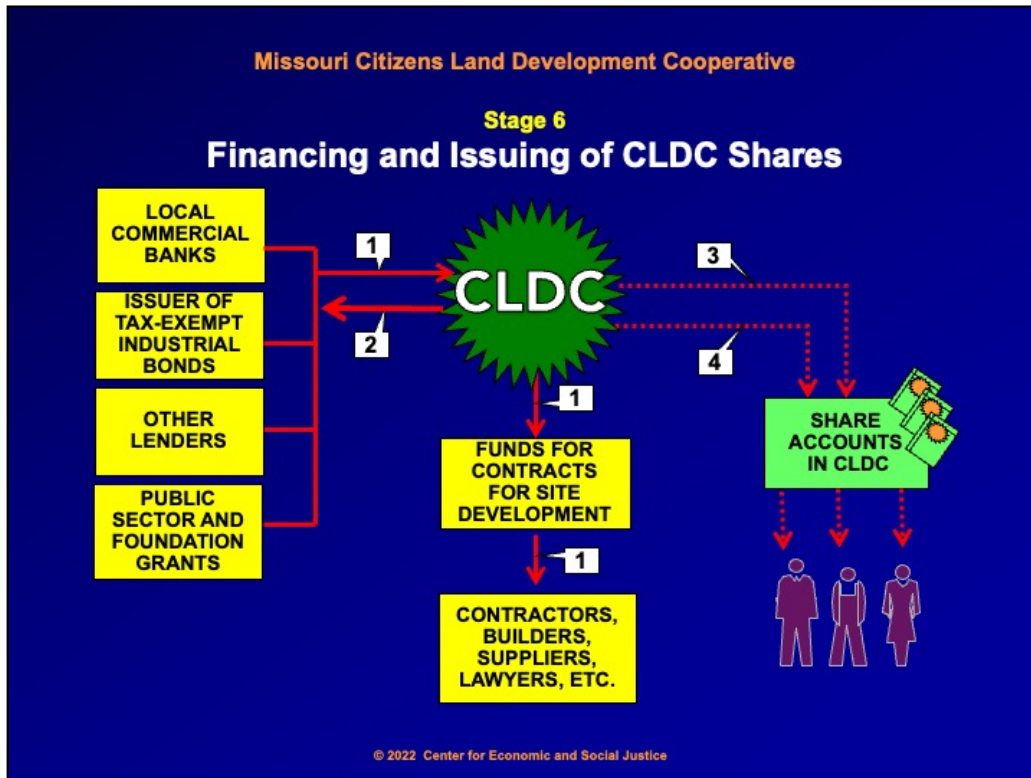 Missouri Citizens Land Development Cooperative
Stage 6
Financing and Issuing of CLDC Shares
LOCAL
COMMERCIAL
BANKS
ISSUER OF
TAX-EXEMPT
INDUSTRIAL
BONDS
OTHER
LENDERS
PUBLIC
SECTOR AND
FOUNDATION
GRANTS
1
2
CLDC
3
4
1
FUNDS FOR
CONTRACTS
FOR SITE
DEVELOPMENT
1
CONTRACTORS,
BUILDERS,
SUPPLIERS,
LAWYERS, ETC.
SHARE
ACCOUNTS
IN CLDC
© 2022 Center for Economic and Social Justice